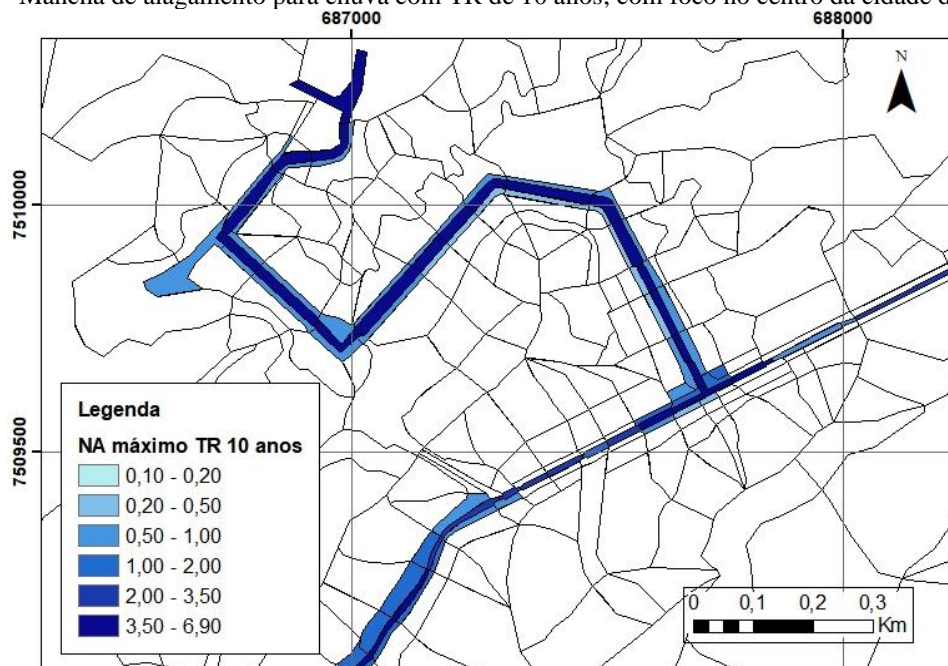 Mancha de alagamento para chuva com TR de 10 anos, com foco no centro da cidade d
687000 688000
N
7510000
7509500
Legenda
NA máximo TR 10 anos
0,10 - 0,20
0,20 - 0,50
0,50 - 1,00
1,00 - 2,00
2,00 - 3,50
3,50 - 6,90
0 0,1 0,2 0,3
Km